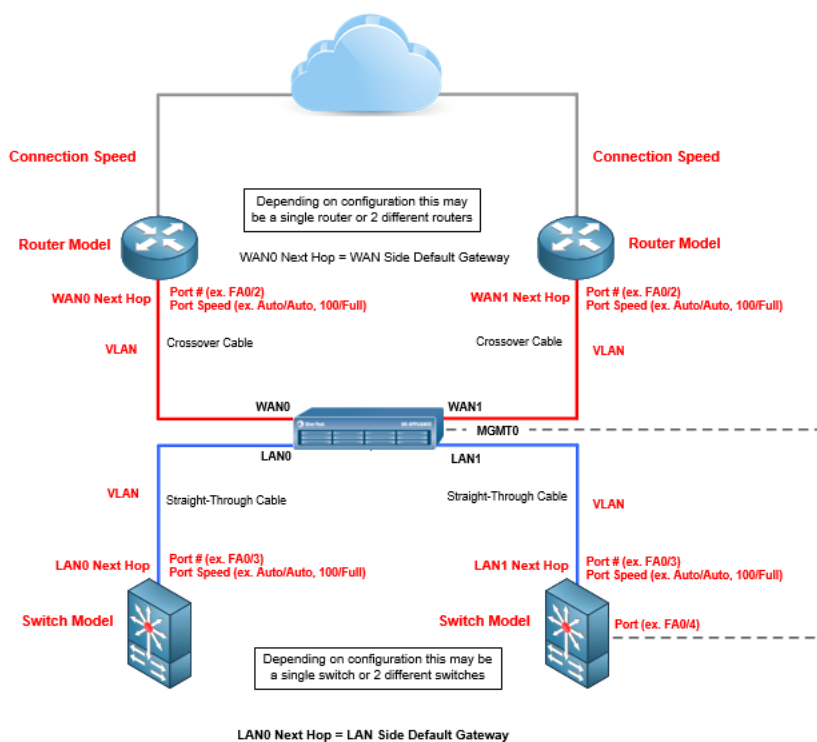 Connection Speed
Connection Speed
Depending on configuration this may
be a single router or 2 different routers
Router Model
WAN0 Next Hop = WAN Side Default Gateway
Router Model
WAN0 Next Hop
Port # (ex. FA0/2)
Port Speed (ex. Auto/Auto, 100/Full)
WAN1 Next Hop
Port # (ex. FA0/2)
Port Speed (ex. Auto/Auto, 100/Full)
VLAN
Crossover Cable
Crossover Cable
VLAN
WAN0
WAN1
MGMT0
LAN0
LAN1
VLAN
Straight-Through Cable
Straight-Through Cable
VLAN
LAN0 Next Hop
Port # (ex. FA0/3)
Port Speed (ex. Auto/Auto, 100/Full)
LAN1 Next Hop
Port # (ex. FA0/3)
Port Speed (ex. Auto/Auto, 100/Full)
Switch Model
Switch Model
Port (ex. FA0/4)
Depending on configuration this may be
a single switch or 2 different switches
LAN0 Next Hop = LAN Side Default Gateway